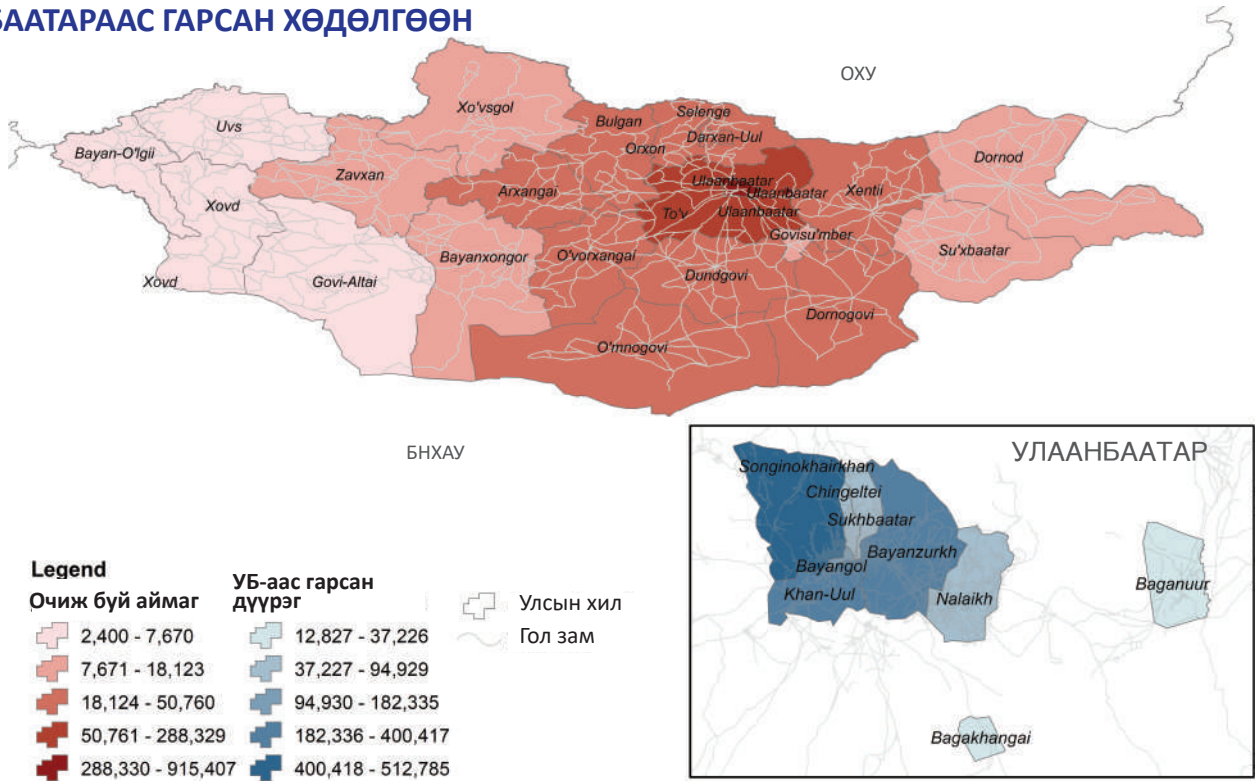 БААТАРААС ГАРСАН ХӨДӨЛГӨӨН
ОХУ
Xo'vsgol
Selenge
Bulgan
Uvs
Darxan-Uul
Orxon
Bayan-O'lgii
Dornod
Zavxan
Ulaanbaatar
Arxangai
Ulaanbaatar
Xentii
Xovd
To'v
Ulaanbaatar
Govisu'mber
Su'xbaatar
O'vorxangai
Bayanxongor
Dundgovi
Xovd
Govi-Altai
Dornogovi
O'mnogovi
БНХАУ
УЛААНБААТАР
Songinokhairkhan
Chingeltei
Sukhbaatar
Bayanzurkh
Bayangol
Khan-Uul
Nalaikh
Baganuur
Bagakhangai
Legend
Очиж буй аймаг
2,400 - 7,670
7,671 - 18,123
18,124 - 50,760
50,761 - 288,329
288,330 - 915,407
УБ-аас гарсан
дүүрэг
12,827 - 37,226
37,227 - 94,929
94,930 - 182,335
182,336 - 400,417
400,418 - 512,785
Улсын хил
Гол зам